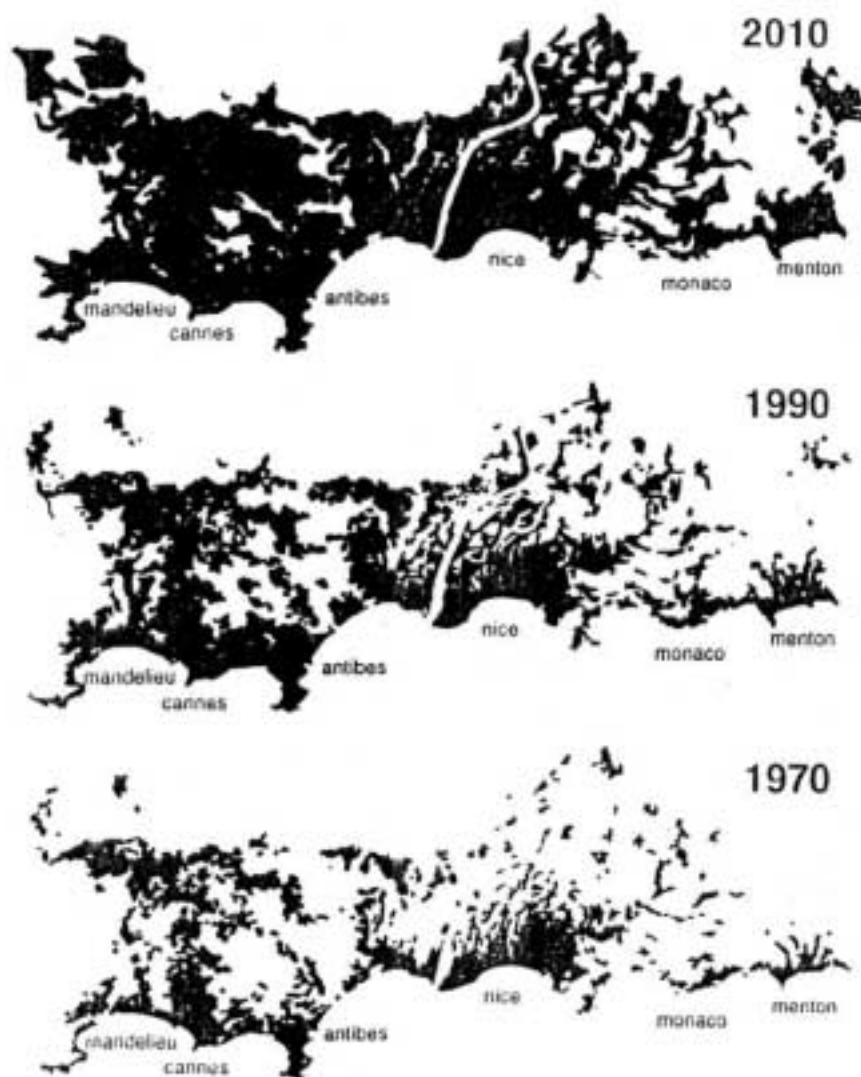 2010
nice
monaco
menton
antibes
mandelieu
cannes
1990
nice
monaco
menton
antibes
mandelieu
cannes
1970
nice
monaco
menton
antibes
mandelieu
cannes